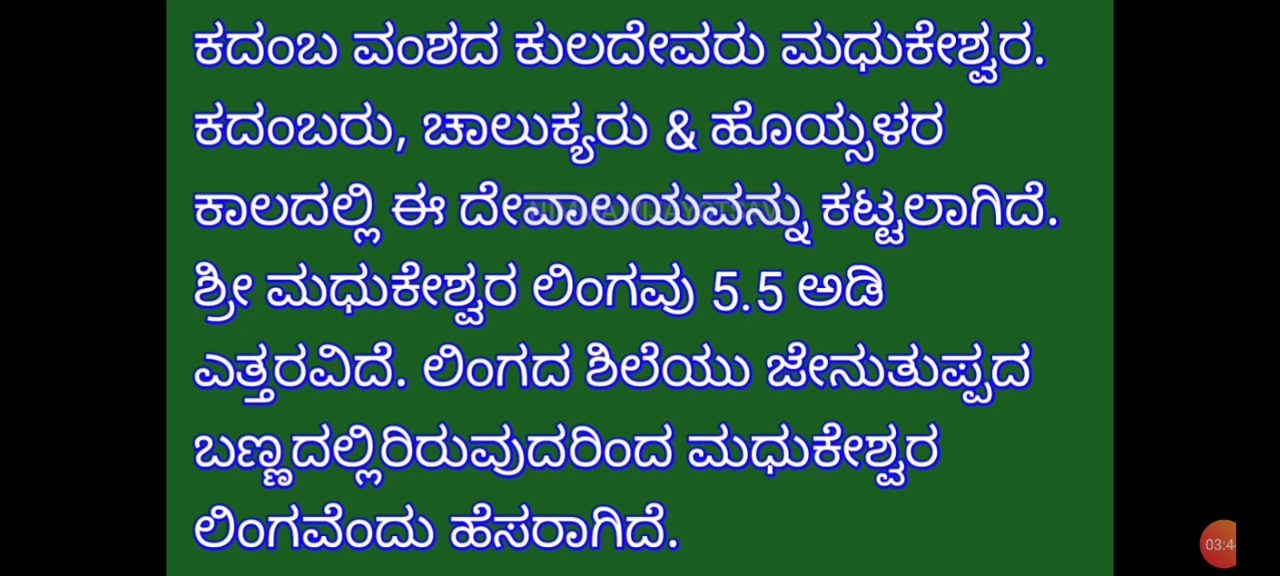 ಕದಂಬ ವಂಶದ ಕುಲದೇವರು ಮಧುಕೇಶ್ವರ.
ಕದಂಬರು, ಚಾಲುಕ್ಯರು & ಹೊಯ್ಸಳರ
ಕಾಲದಲ್ಲಿ ಈ ದೇವಾಲಯವನ್ನು ಕಟ್ಟಲಾಗಿದೆ.
ಶ್ರೀ ಮಧುಕೇಶ್ವರ ಲಿಂಗವು 5.5 ಅಡಿ
ಎತ್ತರವಿದೆ. ಲಿಂಗದ ಶಿಲೆಯು ಜೇನುತುಪ್ಪದ
ಬಣ್ಣದಲ್ಲಿರಿರುವುದರಿಂದ ಮಧುಕೇಶ್ವರ
ಲಿಂಗವೆಂದು ಹೆಸರಾಗಿದೆ.